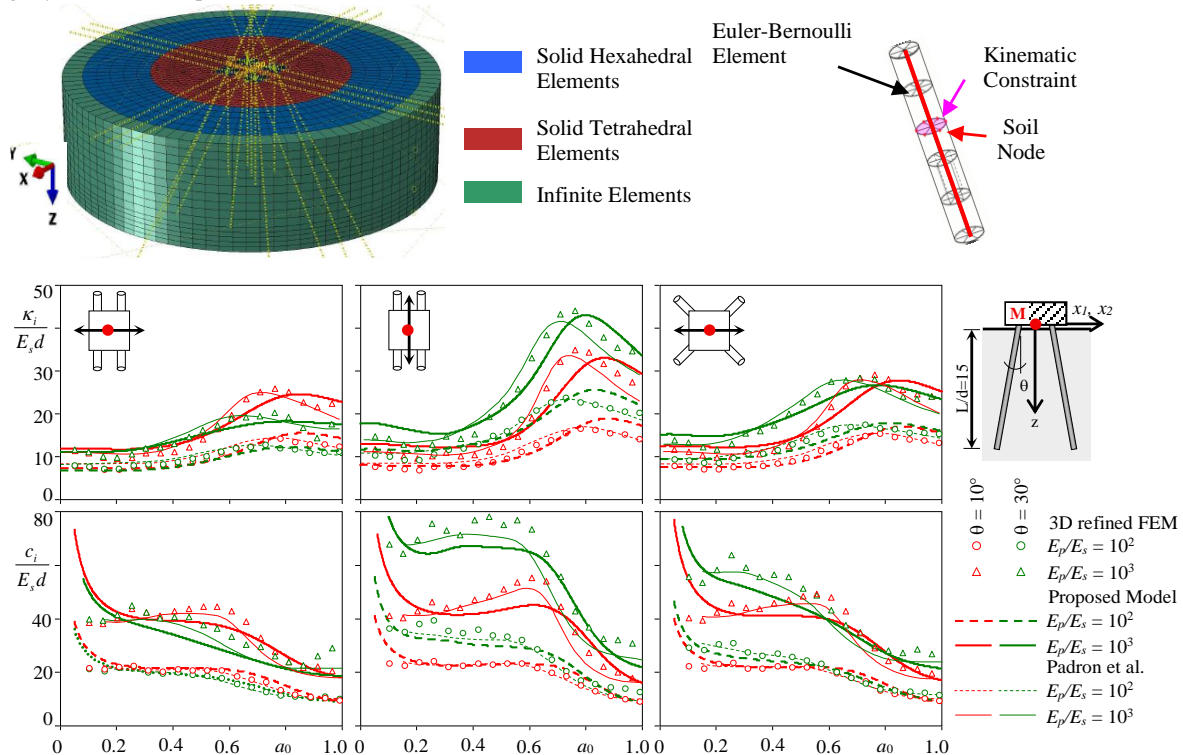 Solid Hexahedral
Elements
Solid Tetrahedral
Elements
Infinite Elements
Y
X
Z
Euler-Bernoulli
Element
Kinematic
Constraint
Soil
Node
κi
Esd
50
40
30
20
10
0
M
x1, x2
L/d=15
θ
z
ci
Esd
80
60
40
20
0
0 0.2 0.4 0.6 a0 1.0
0 0.2 0.4 0.6 a0 1.0
0 0.2 0.4 0.6 a0 1.0
θ = 10°
θ = 30°
3D refined FEM
Ep/Es = 10²
Ep/Es = 10³
Proposed Model
Ep/Es = 10²
Ep/Es = 10³
Padron et al.
Ep/Es = 10²
Ep/Es = 10³